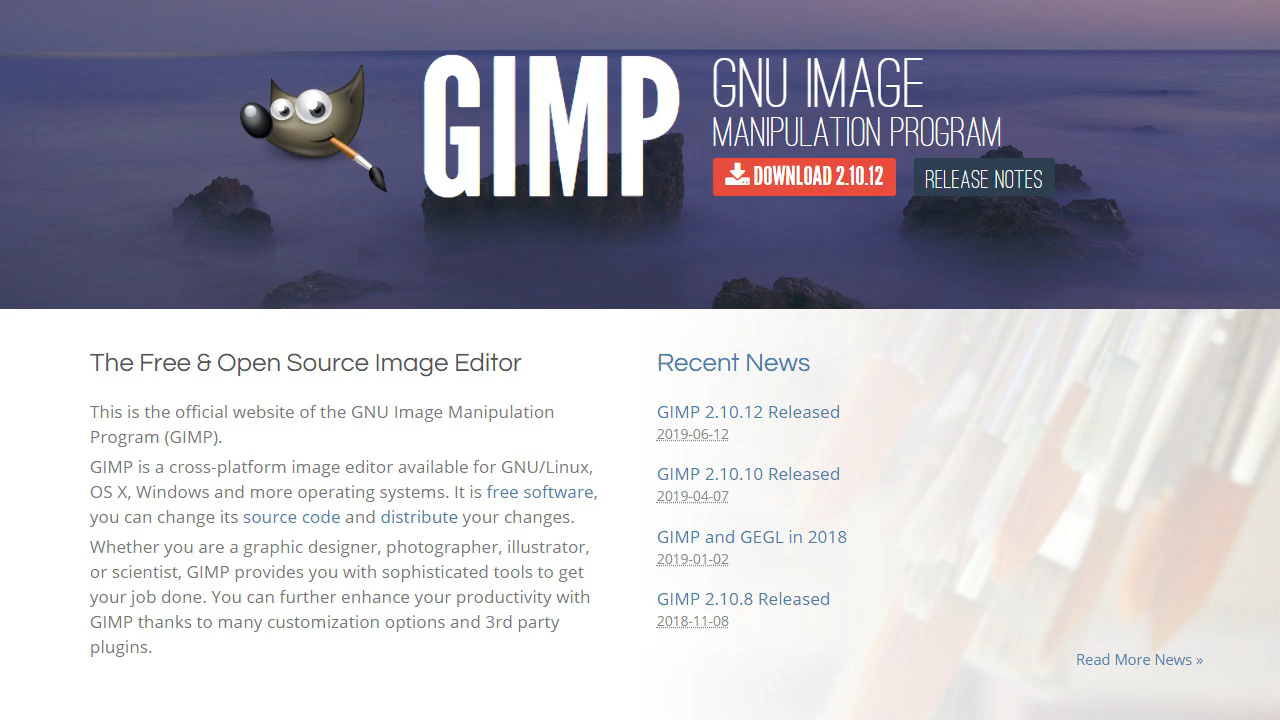 GIMP
GNU IMAGE
MANIPULATION PROGRAM
DOWNLOAD 2.10.12
RELEASE NOTES
The Free & Open Source Image Editor
This is the official website of the GNU Image Manipulation
Program (GIMP).
GIMP is a cross-platform image editor available for GNU/Linux,
OS X, Windows and more operating systems. It is free software,
you can change its source code and distribute your changes.
Whether you are a graphic designer, photographer, illustrator,
or scientist, GIMP provides you with sophisticated tools to get
your job done. You can further enhance your productivity with
GIMP thanks to many customization options and 3rd party
plugins.
Recent News
GIMP 2.10.12 Released
2019-06-12
GIMP 2.10.10 Released
2019-04-07
GIMP and GEGL in 2018
2019-01-02
GIMP 2.10.8 Released
2018-11-08
Read More News »